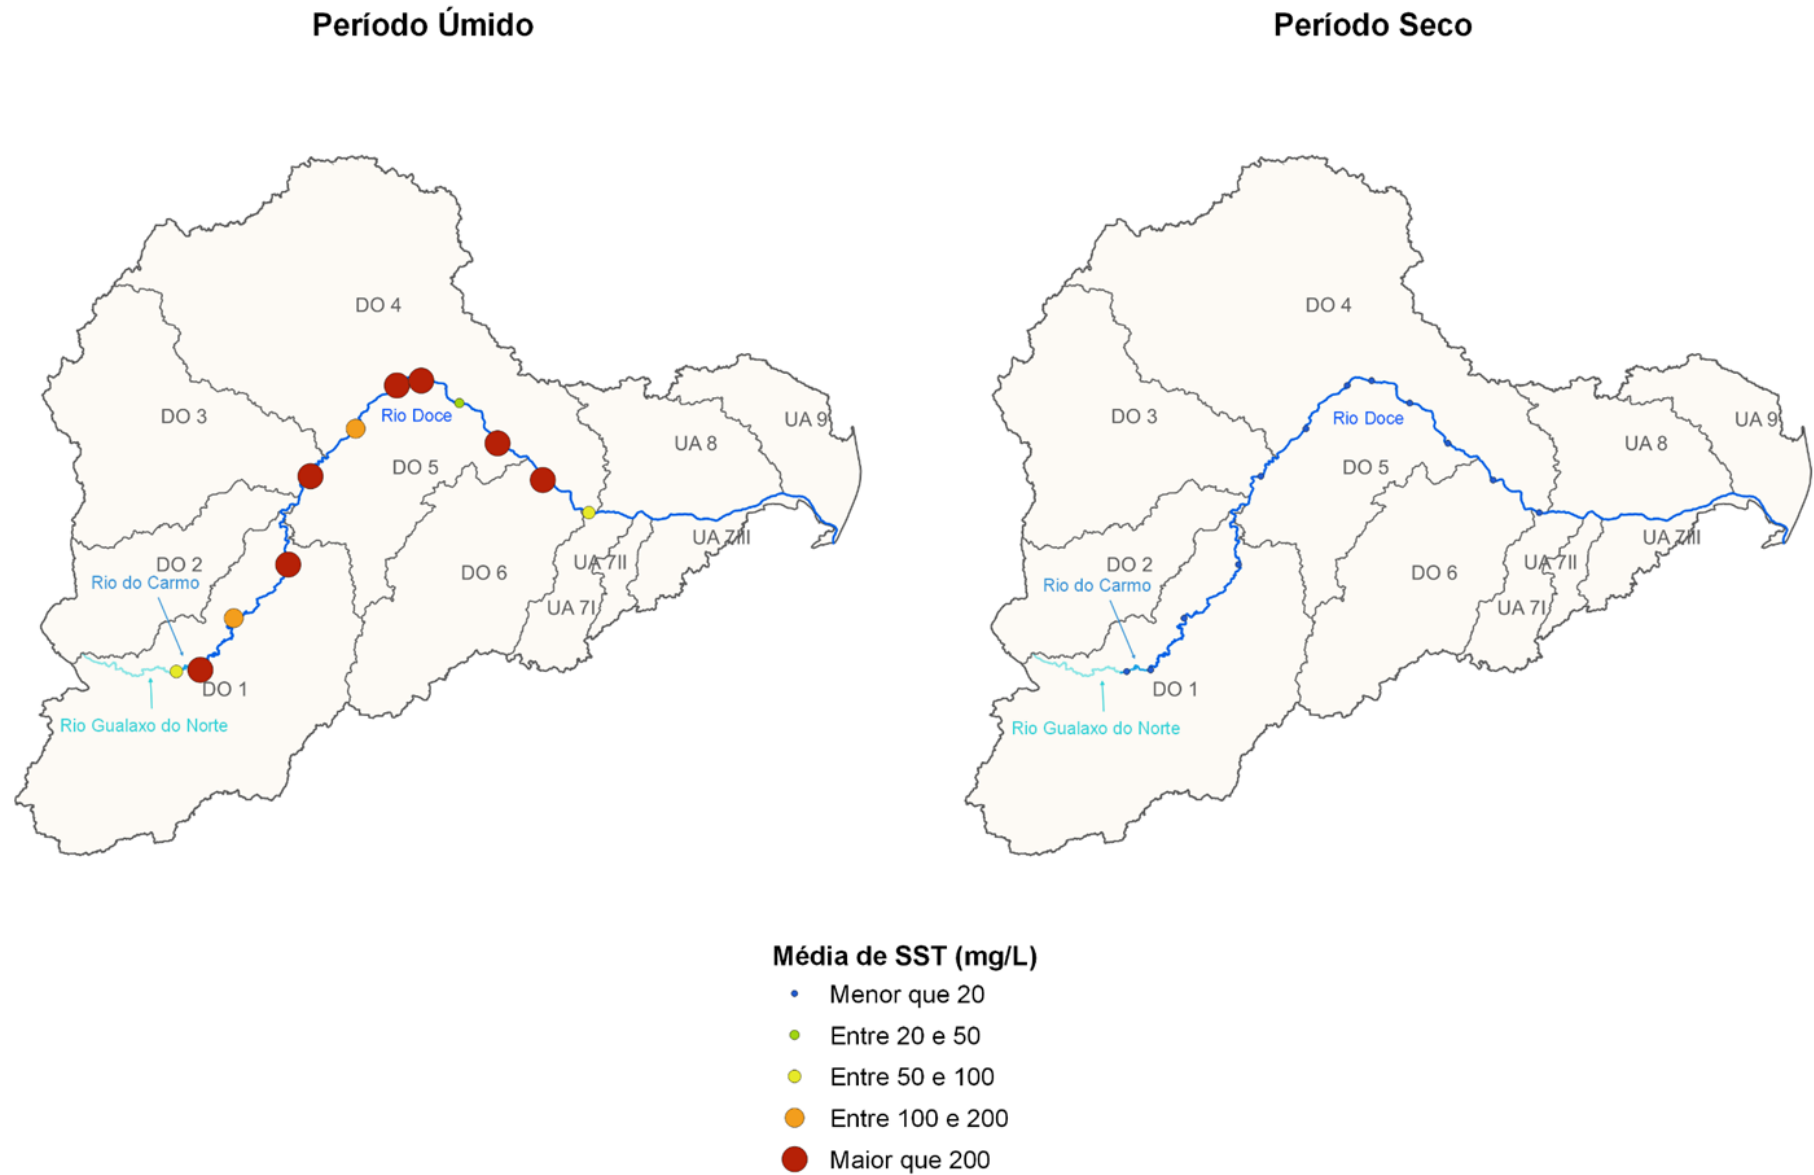 Período Úmido
DO 4
DO 3
Rio Doce
UA 9
UA 8
DO 5
UA 7III
DO 2
UA 7II
Rio do Carmo
DO 6
UA 7I
DO 1
Rio Gualaxo do Norte
Período Seco
DO 4
DO 3
Rio Doce
UA 9
UA 8
DO 5
UA 7III
DO 2
UA 7II
Rio do Carmo
DO 6
UA 7I
DO 1
Rio Gualaxo do Norte
Média de SST (mg/L)
Menor que 20
Entre 20 e 50
Entre 50 e 100
Entre 100 e 200
Maior que 200